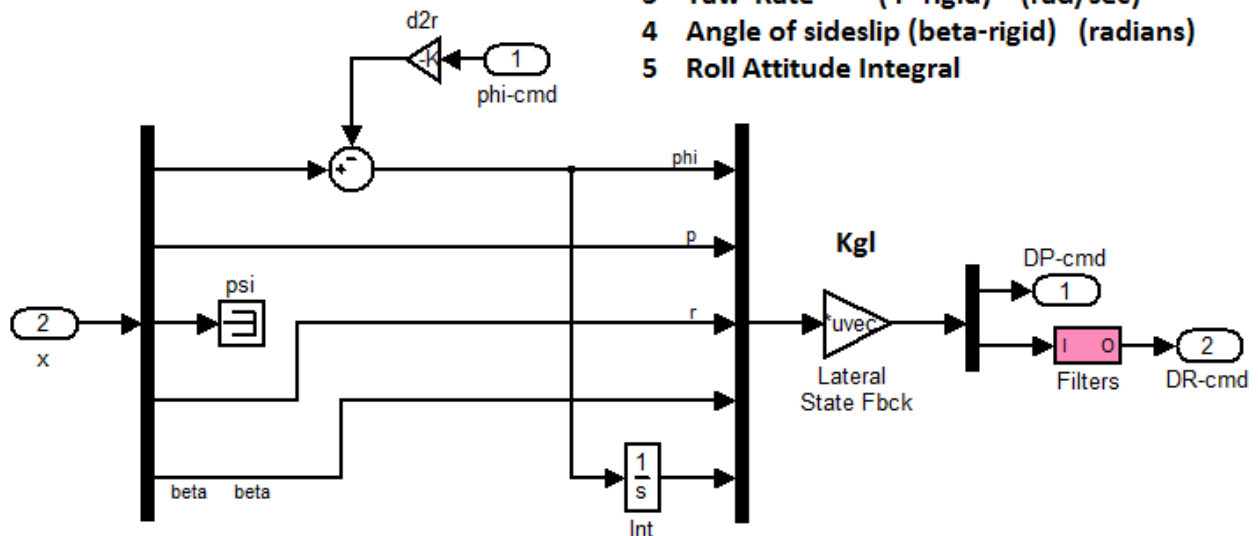 d2r
4 Angle of sideslip (beta-rigid) (radians)
5 Roll Attitude Integral
-K
1
phi-cmd
-
+
phi
p
Kgl
DP-cmd
psi
1
2
r
*uvec
I O
2
x
Lateral
State Fbck
Filters
DR-cmd
1
s
beta beta
Int